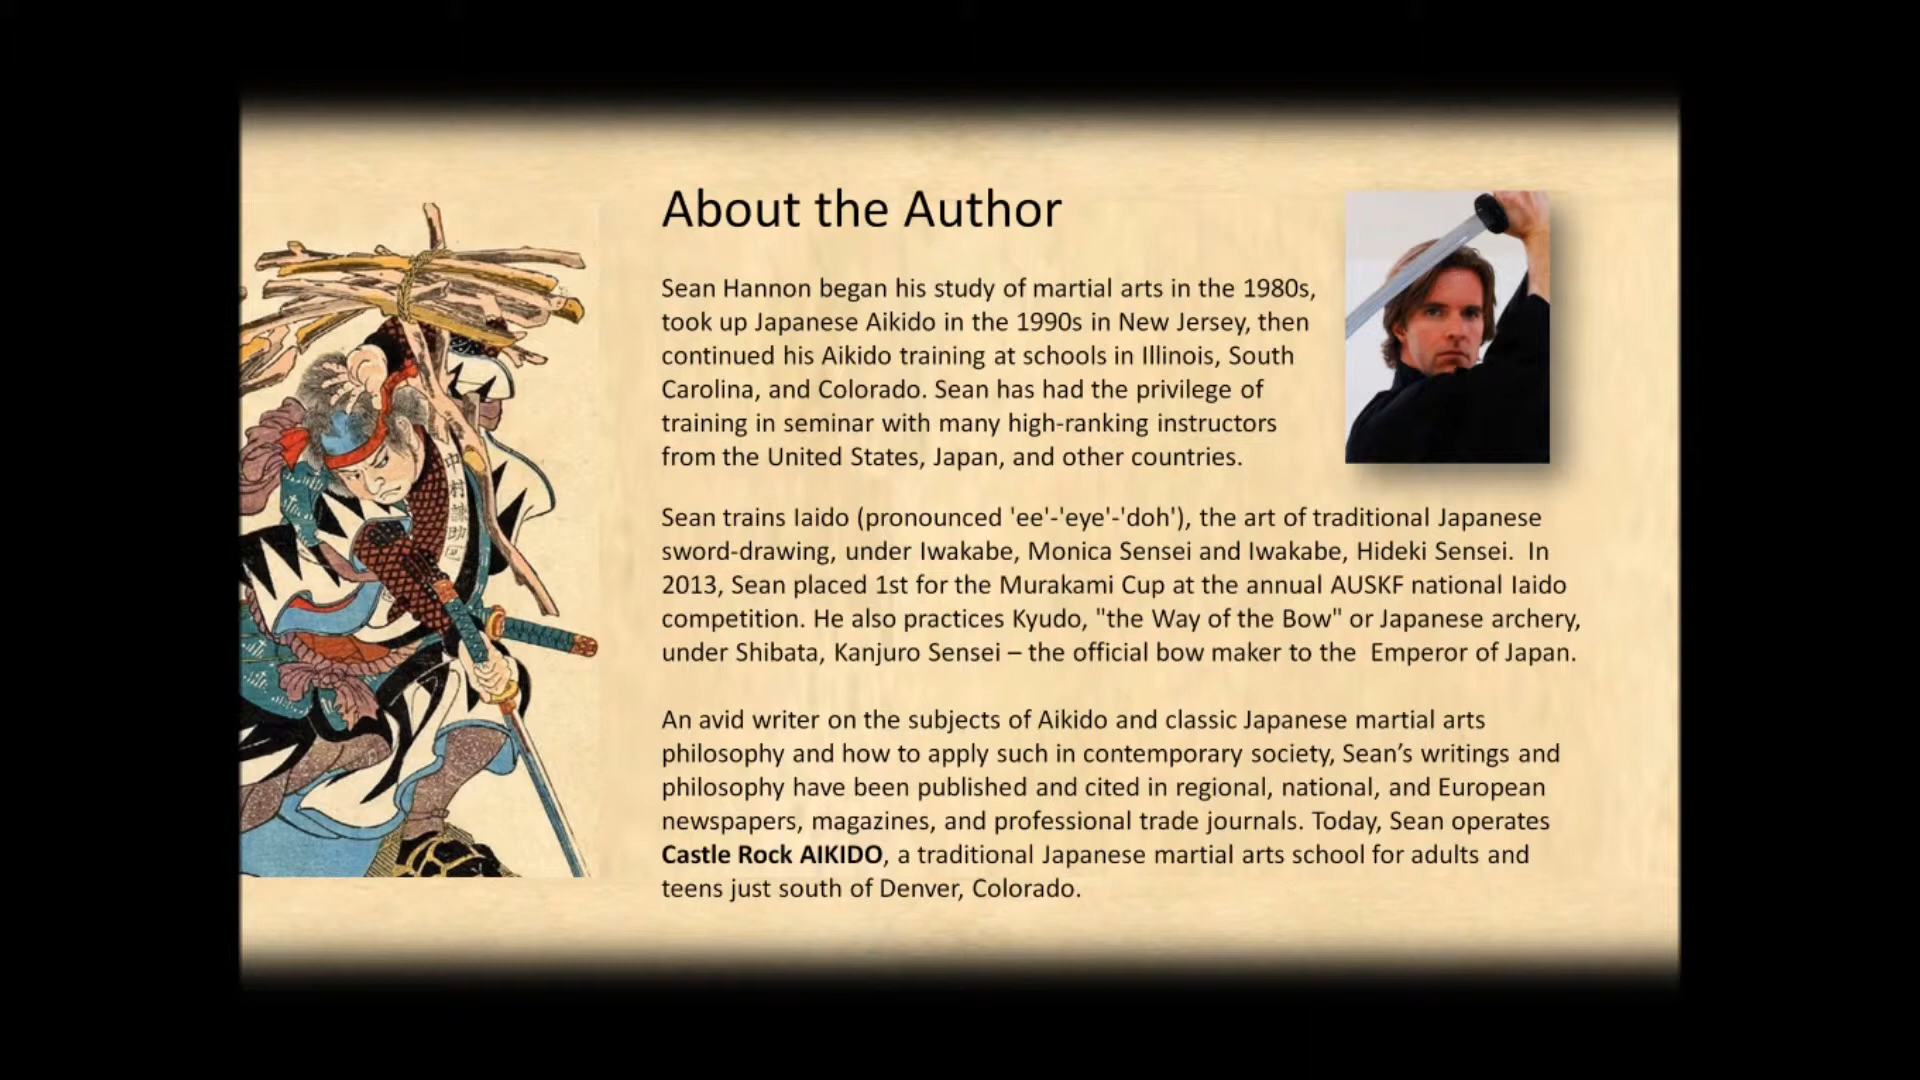 About the Author
Sean Hannon began his study of martial arts in the 1980s,
took up Japanese Aikido in the 1990s in New Jersey, then
continued his Aikido training at schools in Illinois, South
Carolina, and Colorado. Sean has had the privilege of
training in seminar with many high-ranking instructors
from the United States, Japan, and other countries.
Sean trains Iaido (pronounced 'ee'-'eye'-'doh'), the art of traditional Japanese
sword-drawing, under Iwakabe, Monica Sensei and Iwakabe, Hideki Sensei.  In
2013, Sean placed 1st for the Murakami Cup at the annual AUSKF national Iaido
competition. He also practices Kyudo, "the Way of the Bow" or Japanese archery,
under Shibata, Kanjuro Sensei – the official bow maker to the  Emperor of Japan.
An avid writer on the subjects of Aikido and classic Japanese martial arts
philosophy and how to apply such in contemporary society, Sean’s writings and
philosophy have been published and cited in regional, national, and European
newspapers, magazines, and professional trade journals. Today, Sean operates
Castle Rock AIKIDO, a traditional Japanese martial arts school for adults and
teens just south of Denver, Colorado.
中村